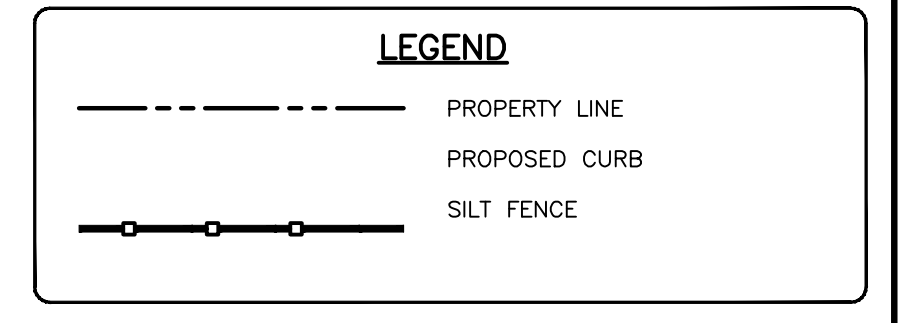 LEGEND
PROPERTY LINE
PROPOSED CURB
SILT FENCE